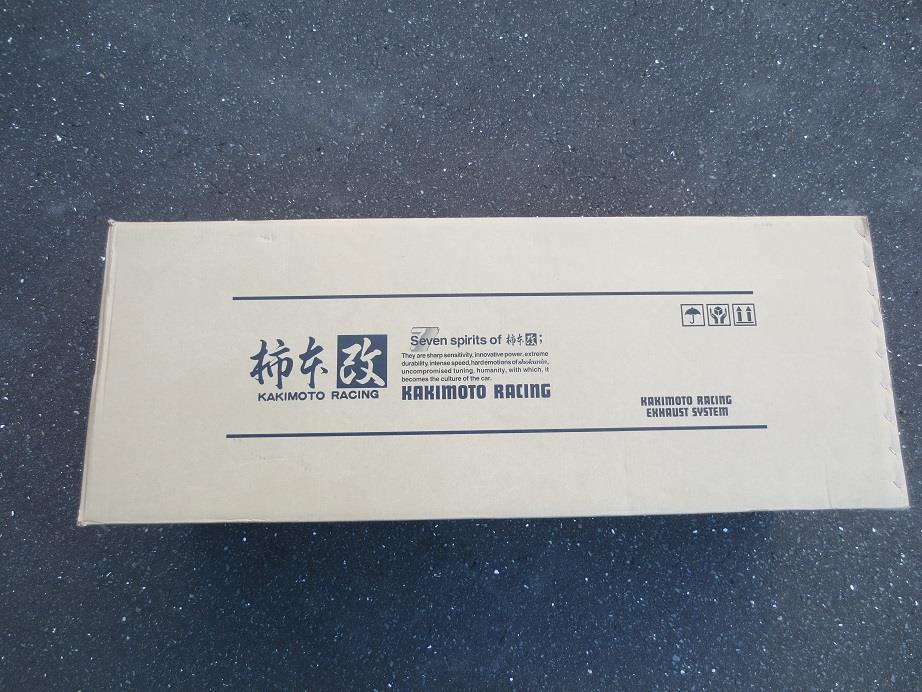 柿本改
KAKIMOTO RACING
7
Seven spirits of 柿本改;
They are sharp sensitivity, innovative power, extreme
durability, intense speed, hardemotions of shokunin,
uncompromised tuning, humanity, with which, it
becomes the culture of the car.
KAKIMOTO RACING
KAKIMOTO RACING
EXHAUST SYSTEM